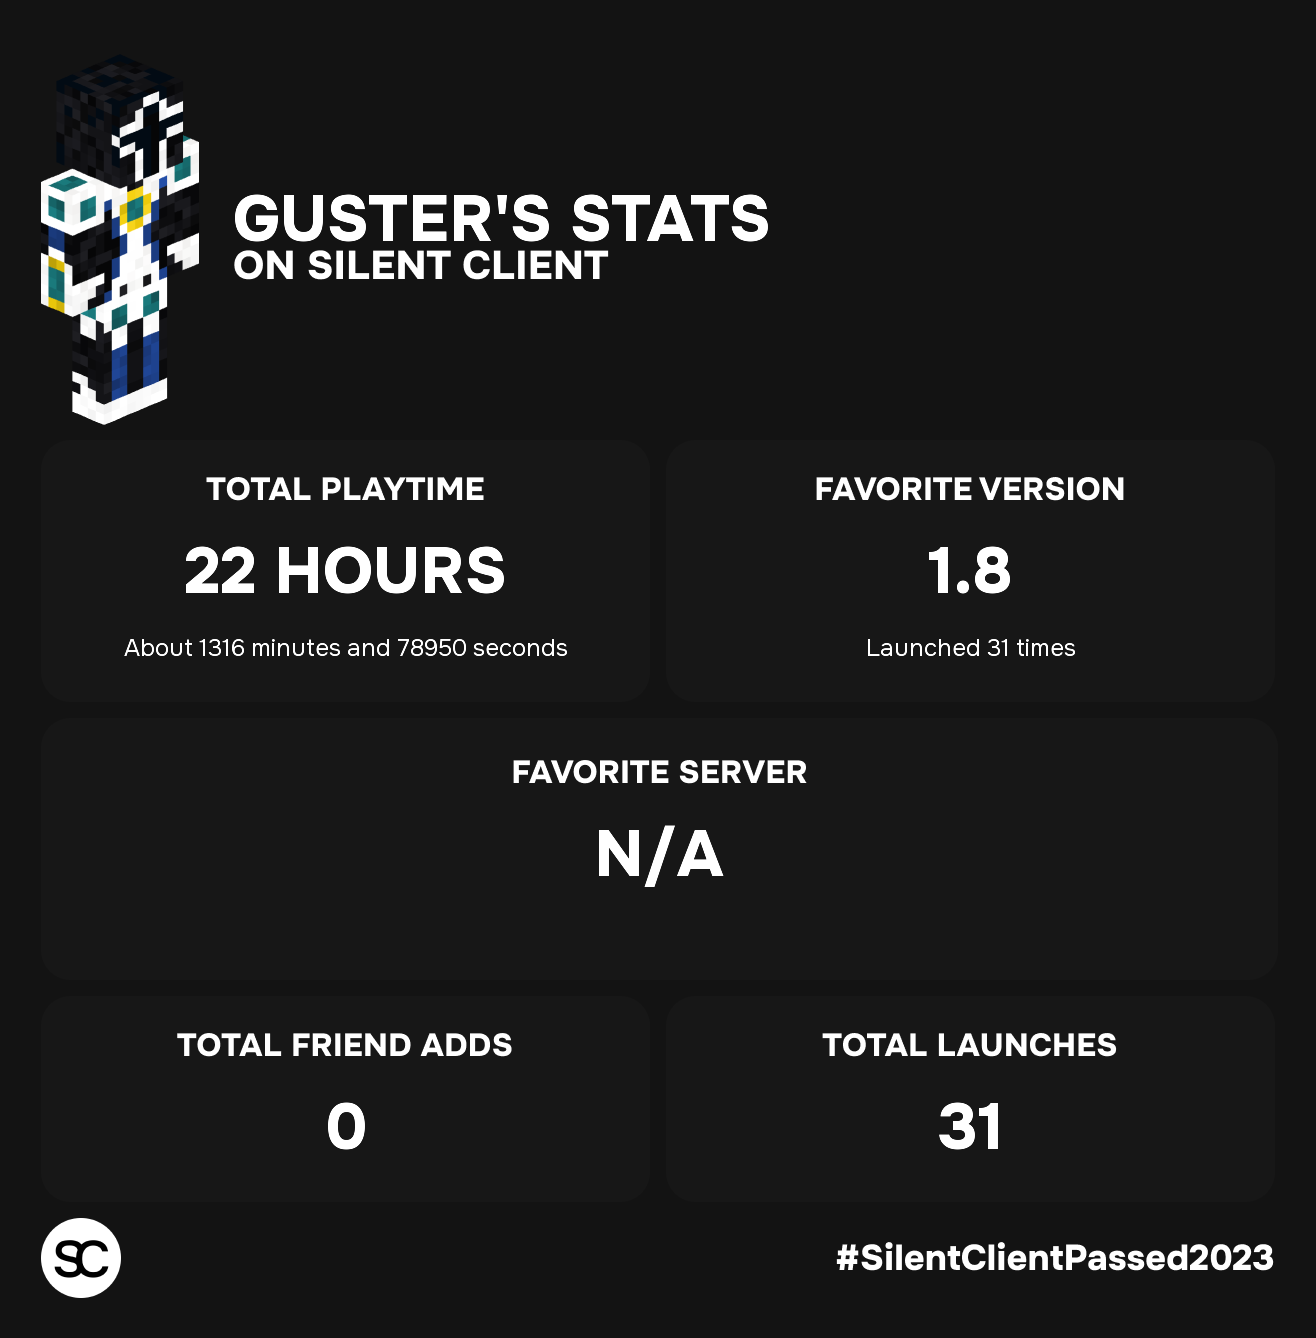 GUSTER'S STATS
ON SILENT CLIENT
TOTAL PLAYTIME
22 HOURS
About 1316 minutes and 78950 seconds
FAVORITE VERSION
1.8
Launched 31 times
FAVORITE SERVER
N/A
TOTAL FRIEND ADDS
0
TOTAL LAUNCHES
31
SC
#SilentClientPassed2023